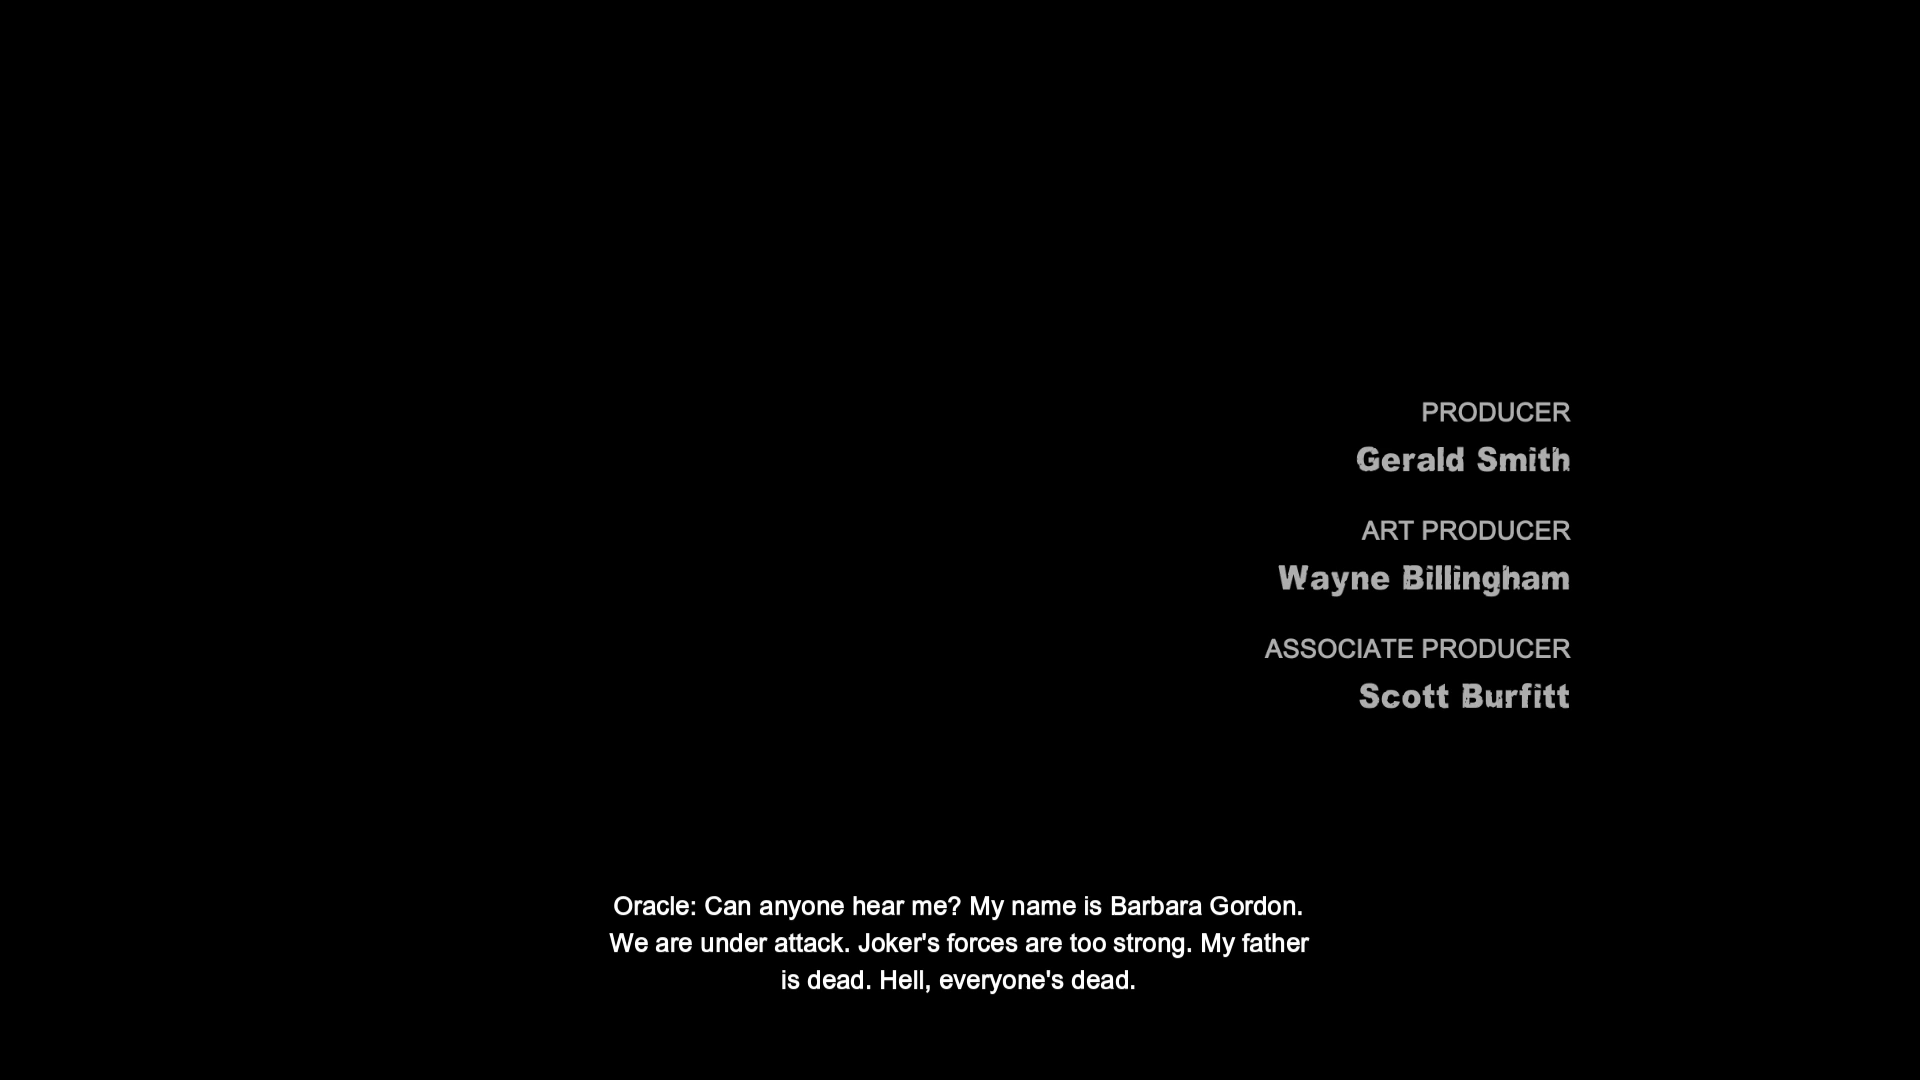 PRODUCER
Gerald Smith
ART PRODUCER
Wayne Billingham
ASSOCIATE PRODUCER
Scott Burfitt
Oracle: Can anyone hear me? My name is Barbara Gordon.
We are under attack. Joker's forces are too strong. My father
is dead. Hell, everyone's dead.